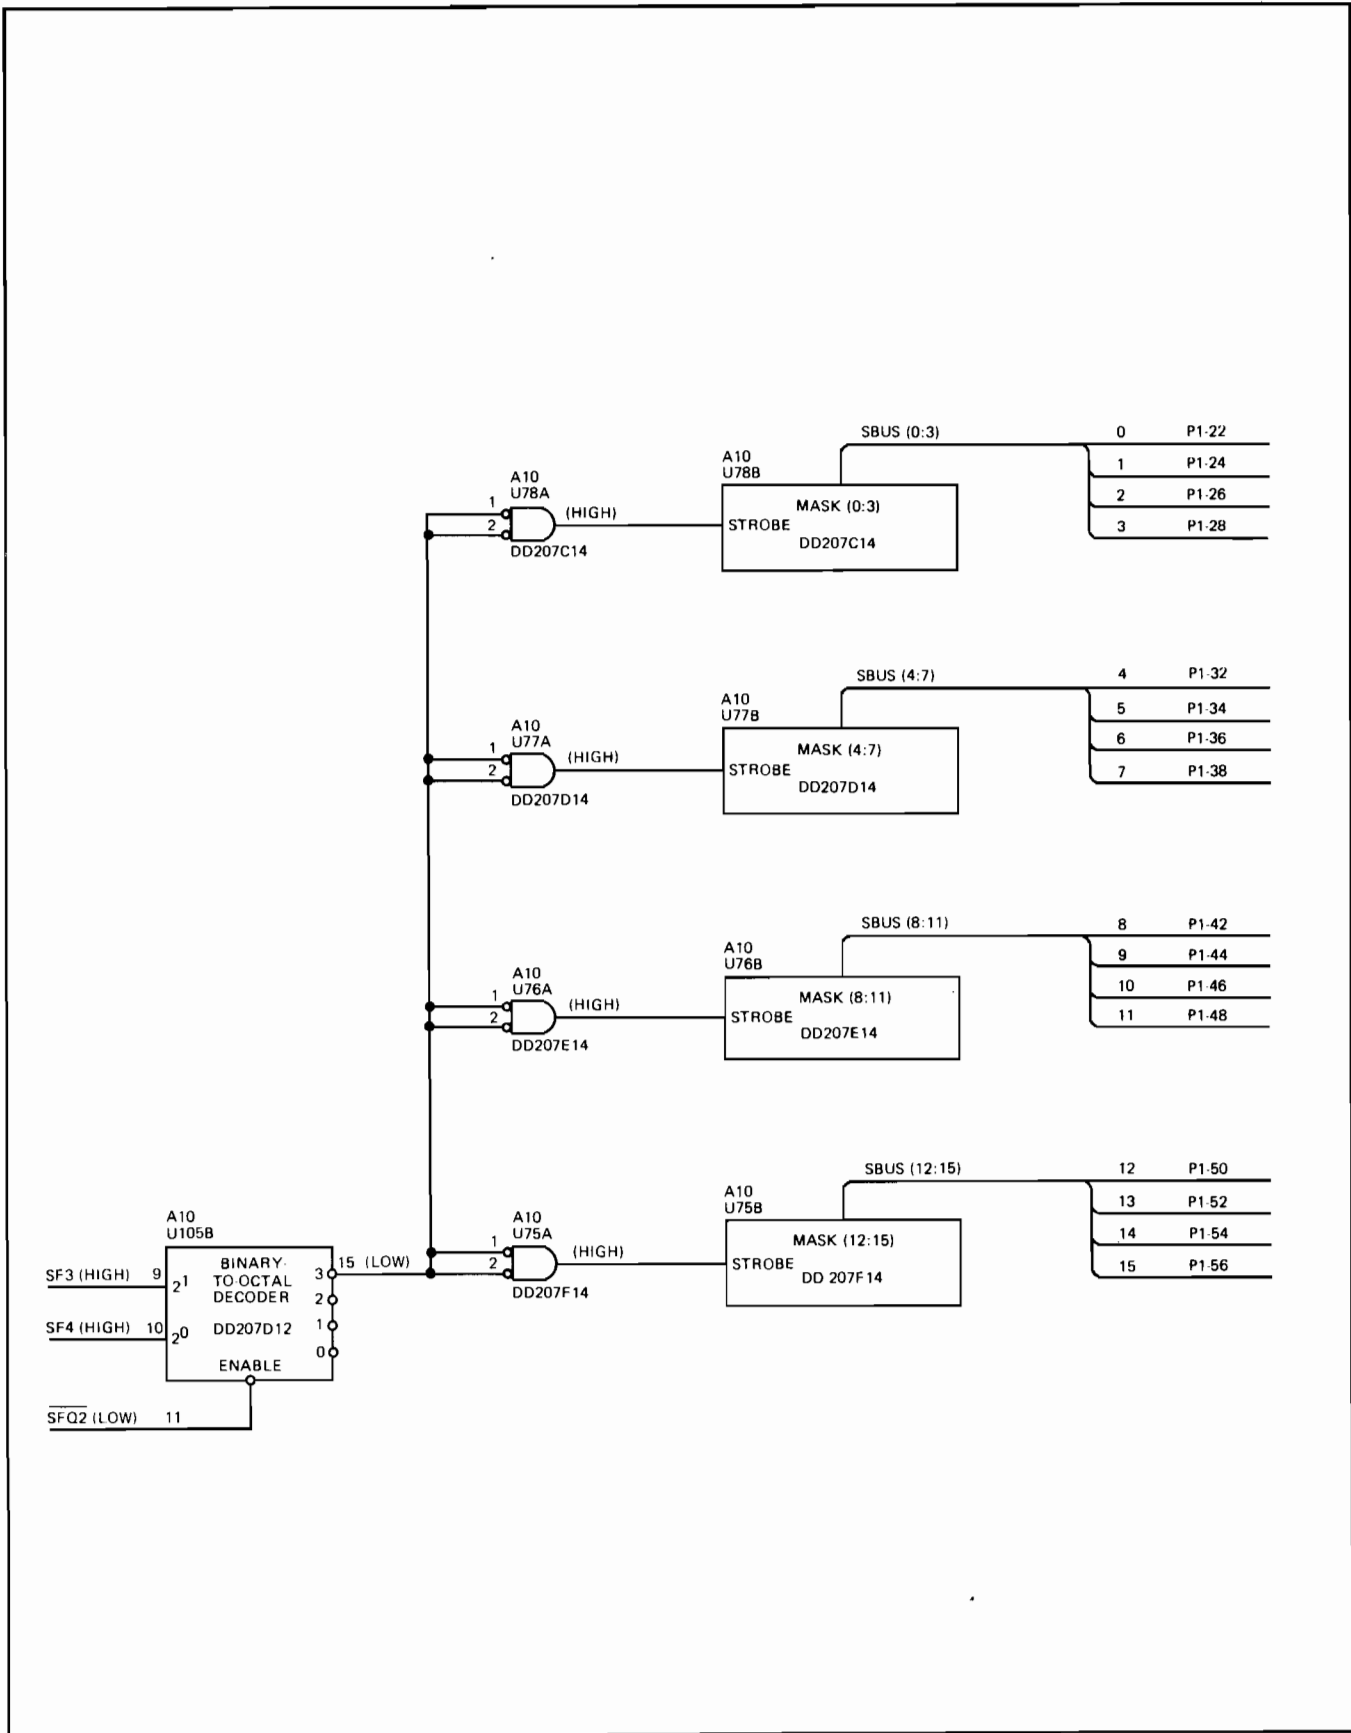 SBUS (0:3) 0 P1-22
A10
U78B
1 P1-24
A10
U78A
2 P1-26
MASK (0:3)
1
2
(HIGH)
STROBE
3 P1-28
DD207C14
DD207C14
SBUS (4:7) 4 P1-32
A10
U77B
5 P1-34
A10
U77A
6 P1-36
MASK (4:7)
1
2
(HIGH)
STROBE
7 P1-38
DD207D14
DD207D14
SBUS (8:11) 8 P1-42
A10
U76B
9 P1-44
A10
U76A
10 P1-46
MASK (8:11)
1
2
(HIGH)
STROBE
11 P1-48
DD207E14
DD207E14
SBUS (12:15) 12 P1-50
A10
U75B
13 P1-52
A10
U75A
14 P1-54
MASK (12:15)
1
2
(HIGH)
STROBE
15 P1-56
DD 207F14
DD207F14
A10
U105B
BINARY-
TO-OCTAL
DECODER
DD207D12
ENABLE
SF3 (HIGH) 9
2¹
SF4 (HIGH) 10
2⁰
3
2
1
0
15 (LOW)
SFQ2 (LOW) 11